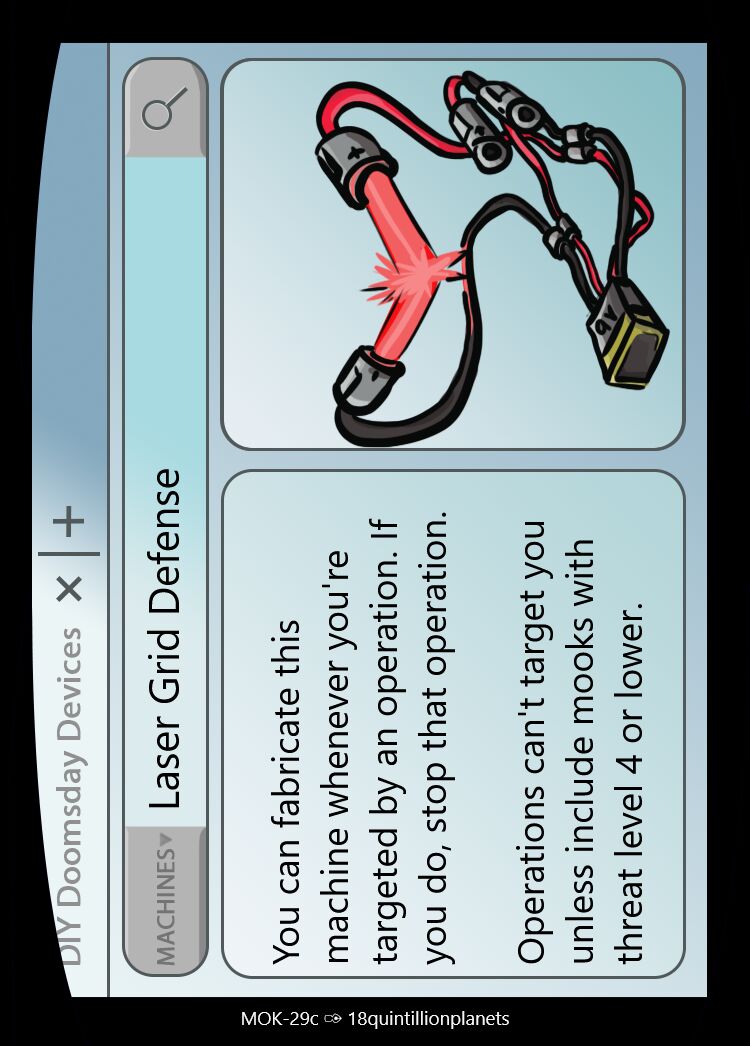 DIY Doomsday Devices × | +
MACHINES▾ Laser Grid Defense
You can fabricate this
machine whenever you're
targeted by an operation. If
you do, stop that operation.
Operations can't target you
unless include mooks with
threat level 4 or lower.
9V
MOK-29c ✑ 18quintillionplanets